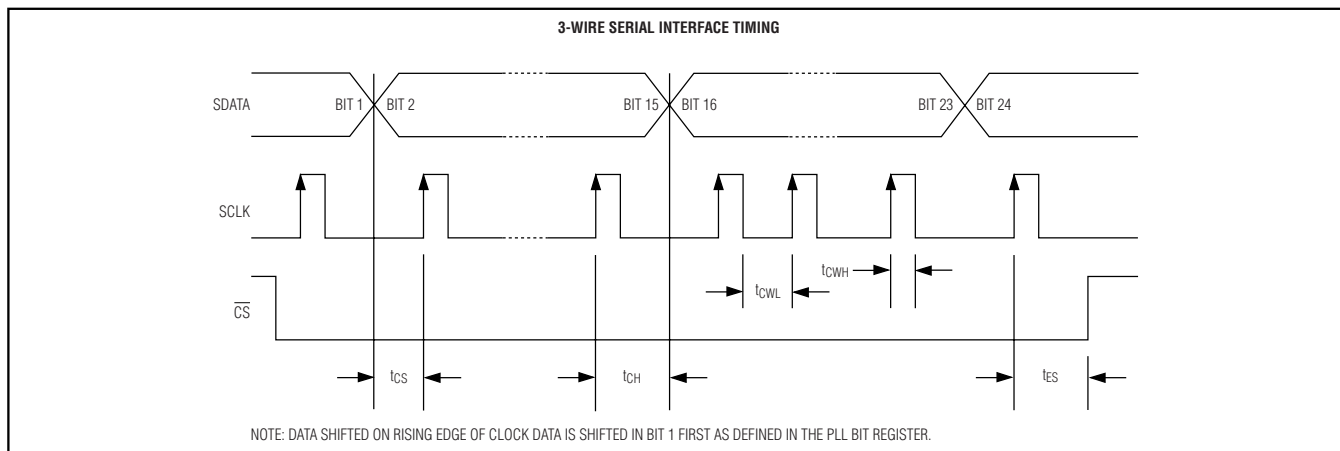 3-WIRE SERIAL INTERFACE TIMING
SDATA BIT 1 BIT 2 BIT 15 BIT 16 BIT 23 BIT 24
SCLK
tCWH
tCWL
CS
tCS tCH tES
NOTE: DATA SHIFTED ON RISING EDGE OF CLOCK DATA IS SHIFTED IN BIT 1 FIRST AS DEFINED IN THE PLL BIT REGISTER.